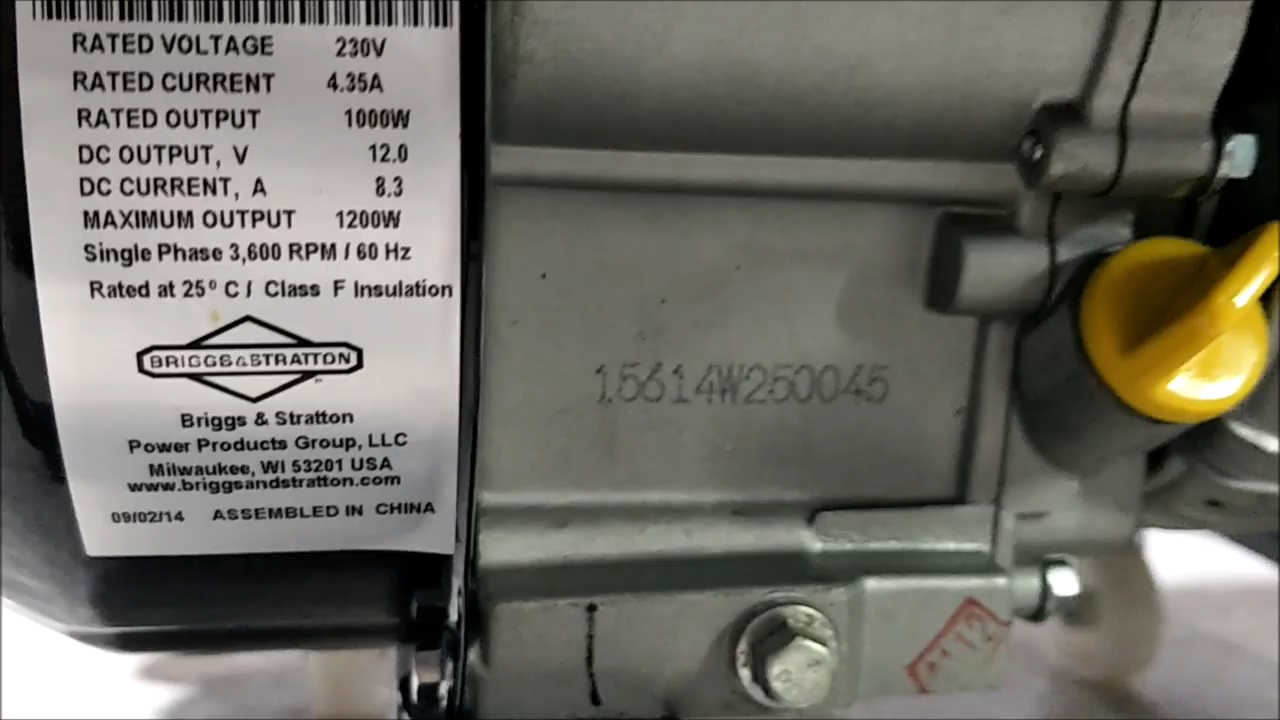 RATED VOLTAGE 230V
RATED CURRENT 4.35A
RATED OUTPUT 1000W
DC OUTPUT, V 12.0
DC CURRENT, A 8.3
MAXIMUM OUTPUT 1200W
Single Phase 3,600 RPM / 60 Hz
Rated at 25° C / Class F Insulation
BRIGGS&STRATTON
Briggs & Stratton
Power Products Group, LLC
Milwaukee, WI 53201 USA
www.briggsandstratton.com
09/02/14 ASSEMBLED IN CHINA
15614W250045